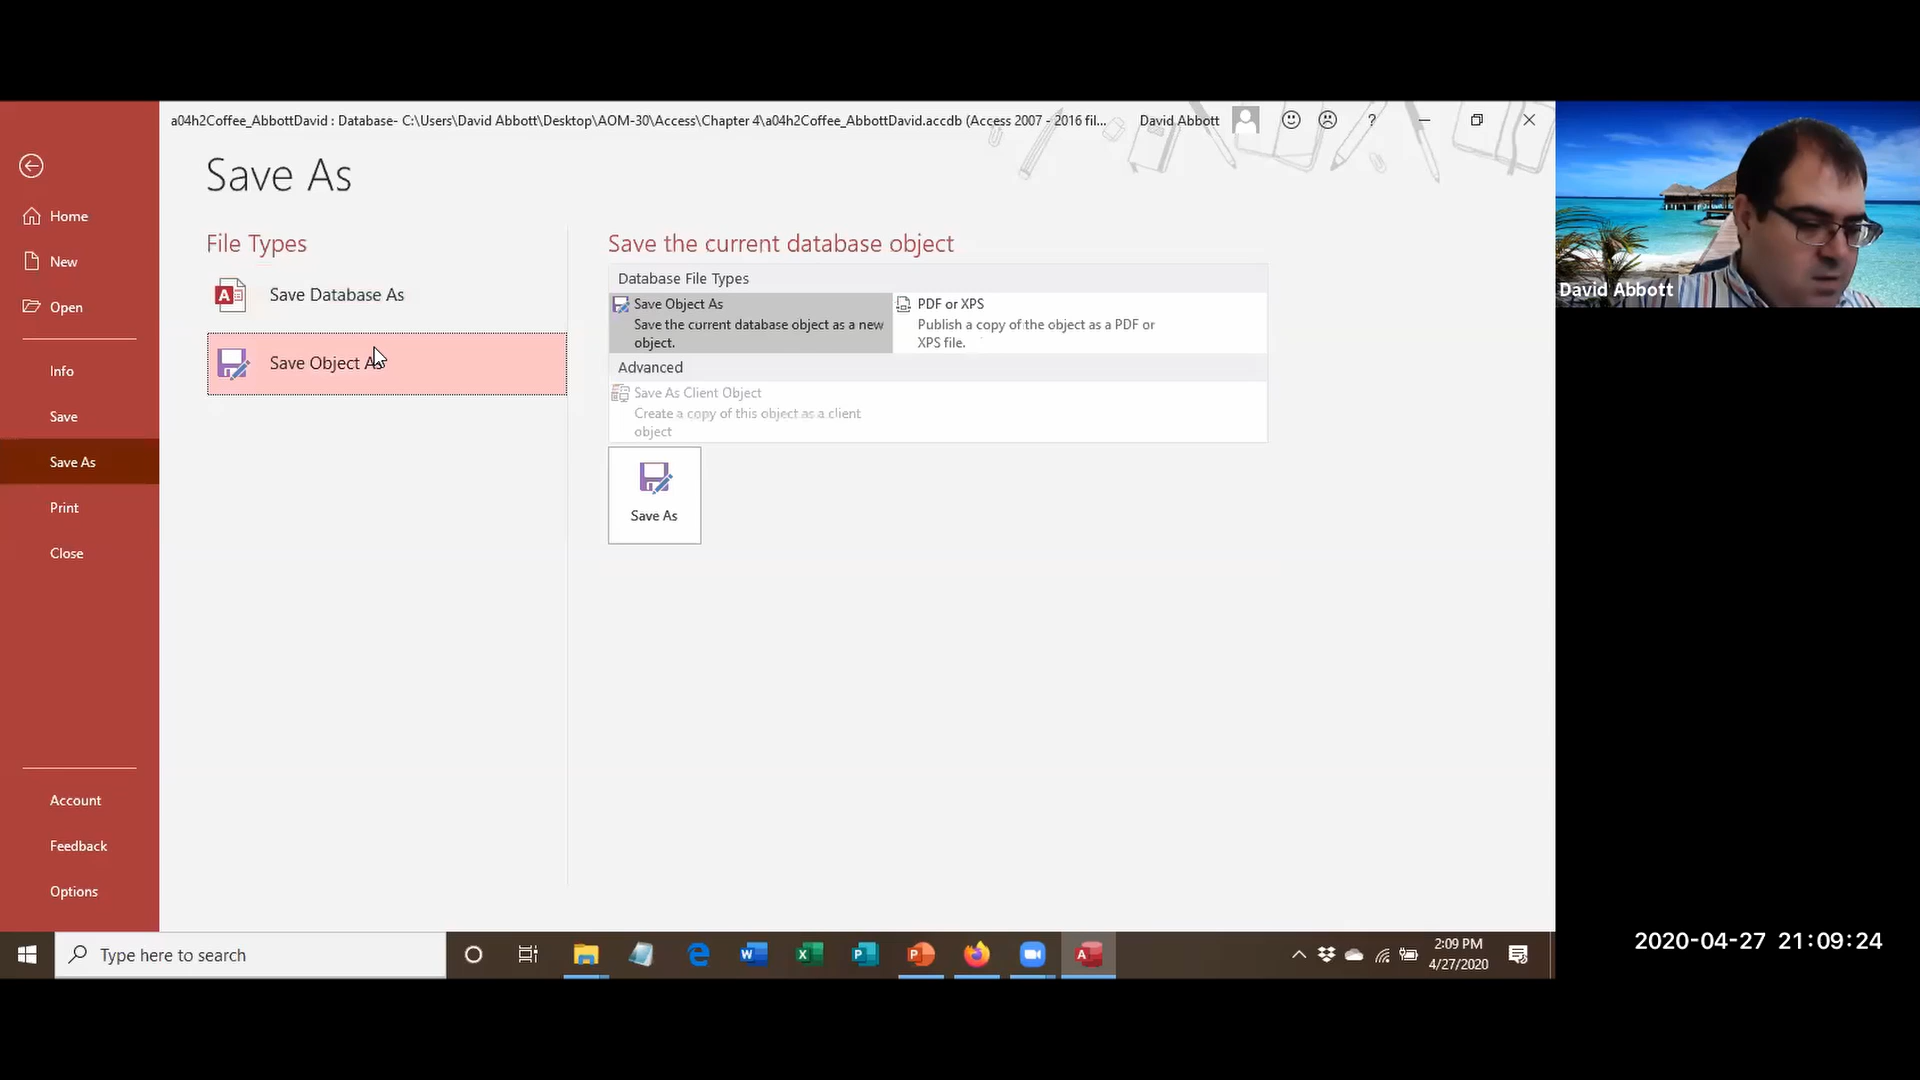 a04h2Coffee_AbbottDavid : Database- C:\Users\David Abbott\Desktop\AOM-30\Access\Chapter 4\a04h2Coffee_AbbottDavid.accdb (Access 2007 - 2016 fil...
David Abbott
?
Save As
Home
New
Open
Info
Save
Save As
Print
Close
Account
Feedback
Options
File Types
Save Database As
Save Object As
Save the current database object
Database File Types
Save Object As
Save the current database object as a new
object.
PDF or XPS
Publish a copy of the object as a PDF or
XPS file.
Advanced
Save As Client Object
Create a copy of this object as a client
object
Save As
David Abbott
Type here to search
2:09 PM
4/27/2020
2020-04-27 21:09:24